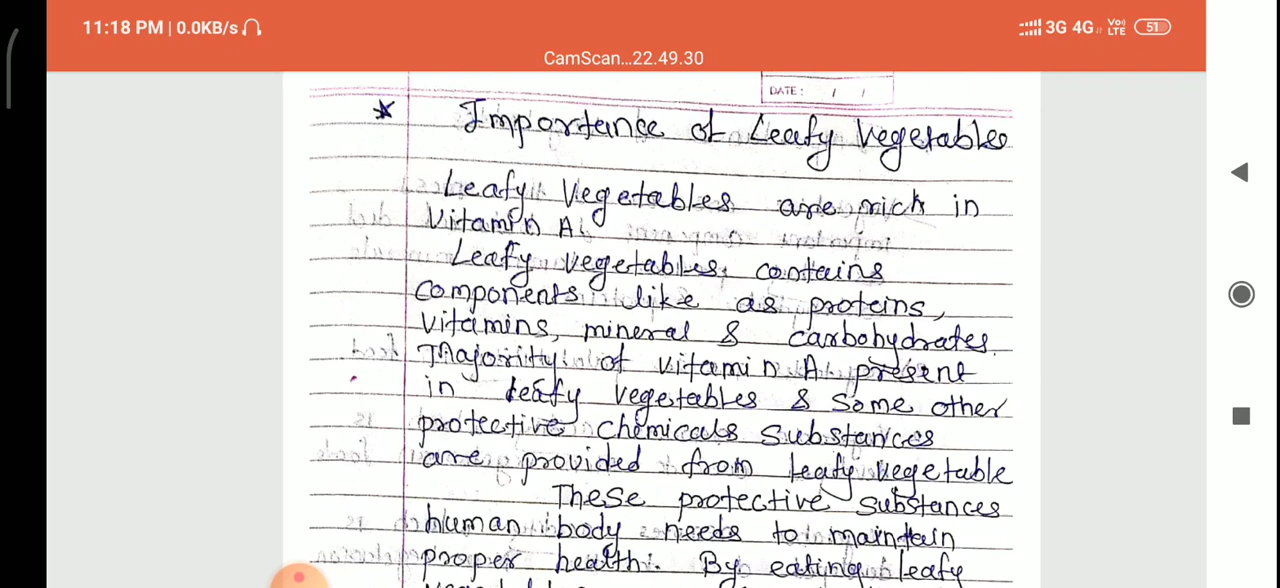 11:18 PM | 0.0KB/s
3G 4G VoLTE 51
CamScan...22.49.30
DATE: / /
Importance of Leafy Vegetables
Leafy Vegetables are rich in
Vitamin A.
Leafy vegetables, contains
components like as proteins,
vitamins, mineral & carbohydrates.
Majority of vitamin A present
in leafy vegetables & some other
protective chemicals substances
are provided from leafy vegetable
These protective substances
human body needs to maintain
proper health. By eating leafy